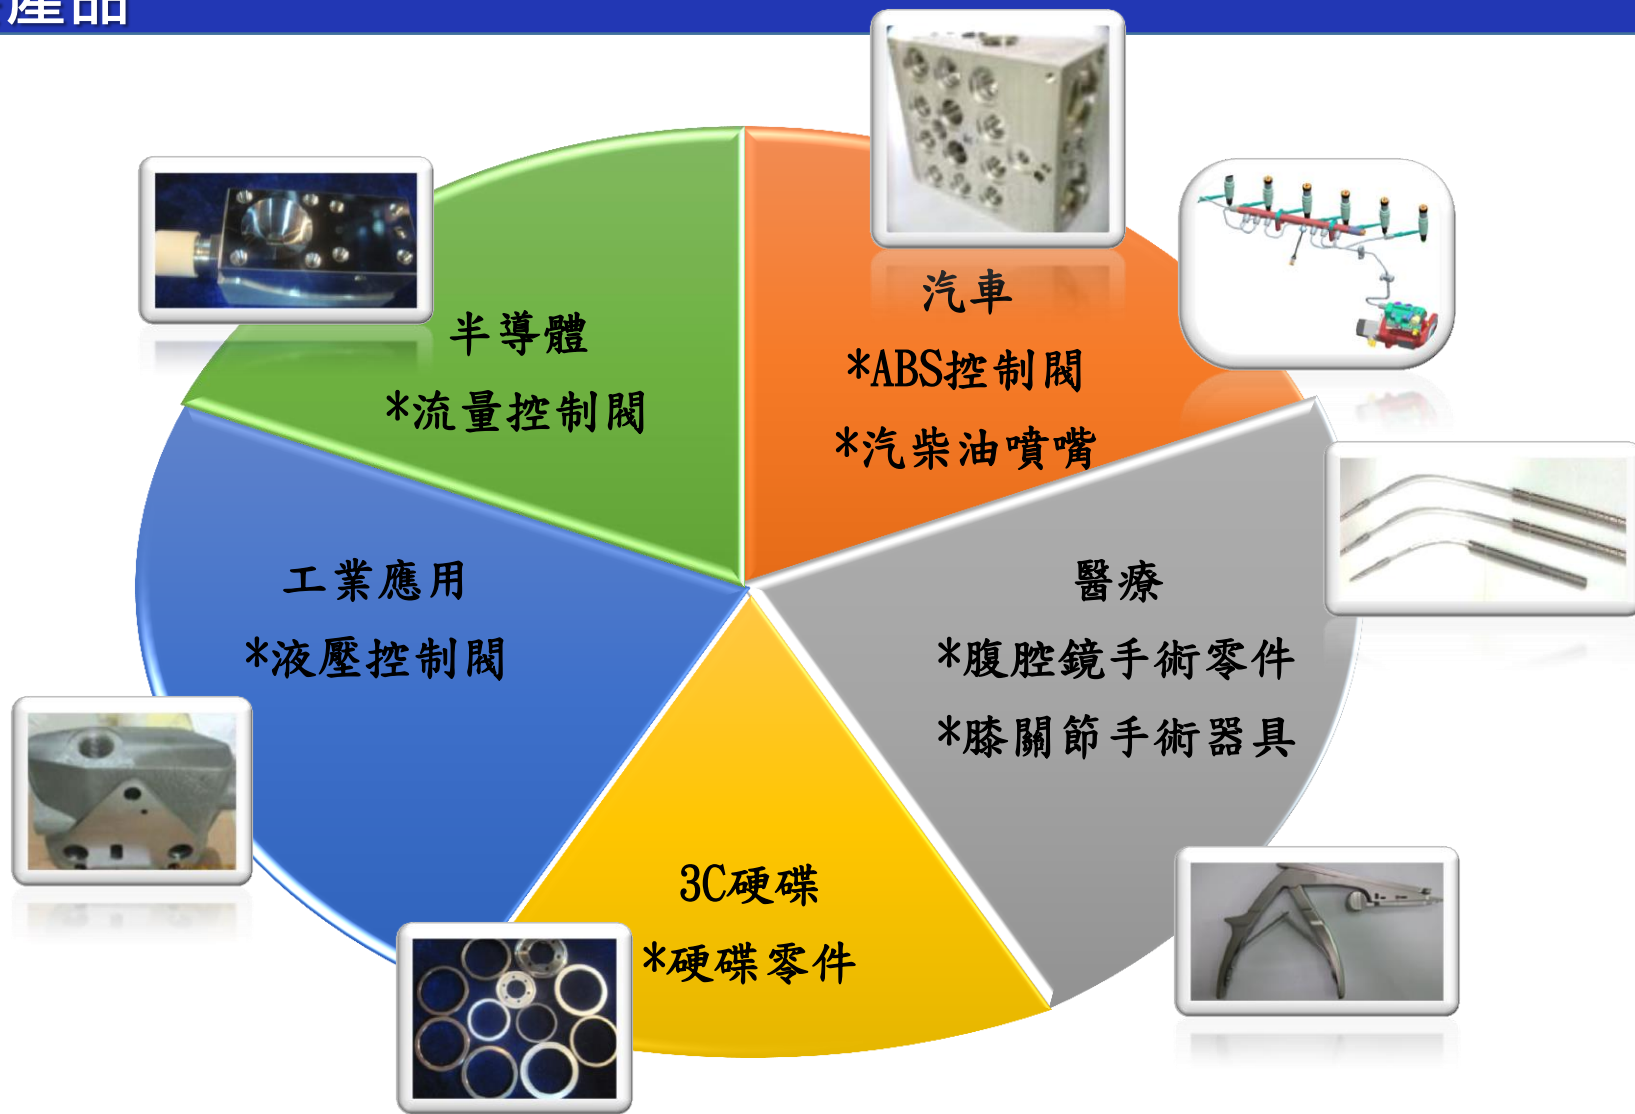 產品
汽車
*ABS控制閥
*汽柴油噴嘴
半導體
*流量控制閥
醫療
*腹腔鏡手術零件
*膝關節手術器具
工業應用
*液壓控制閥
3C硬碟
*硬碟零件